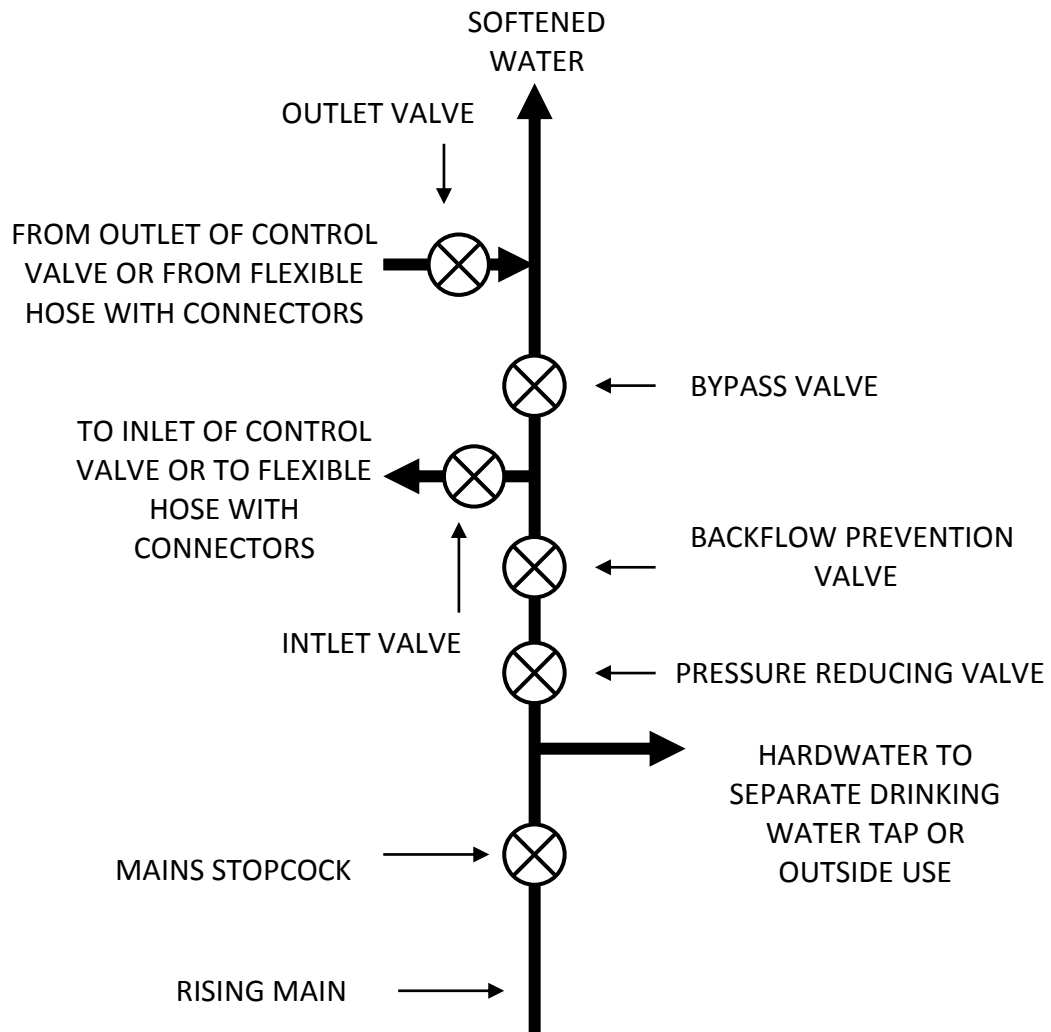 SOFTENED
WATER
OUTLET VALVE
FROM OUTLET OF CONTROL
VALVE OR FROM FLEXIBLE
HOSE WITH CONNECTORS
BYPASS VALVE
TO INLET OF CONTROL
VALVE OR TO FLEXIBLE
HOSE WITH
CONNECTORS
BACKFLOW PREVENTION
VALVE
INTLET VALVE
PRESSURE REDUCING VALVE
HARDWATER TO
SEPARATE DRINKING
WATER TAP OR
OUTSIDE USE
MAINS STOPCOCK
RISING MAIN